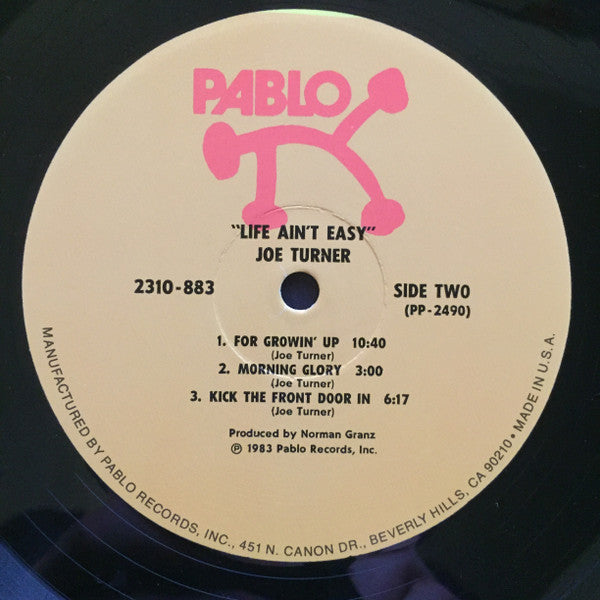 PABLO
"LIFE AIN'T EASY"
JOE TURNER
2310-883
SIDE TWO
(PP-2490)
1. FOR GROWIN' UP 10:40
(Joe Turner)
2. MORNING GLORY 3:00
(Joe Turner)
3. KICK THE FRONT DOOR IN 6:17
(Joe Turner)
Produced by Norman Granz
℗ 1983 Pablo Records, Inc.
MANUFACTURED BY PABLO RECORDS, INC., 451 N. CANON DR., BEVERLY HILLS, CA 90210 • MADE IN U.S.A.